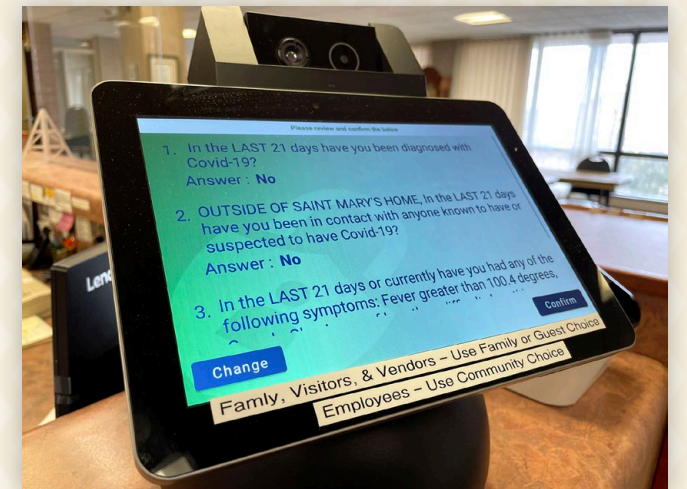 Please review and confirm the below
1. In the LAST 21 days have you been diagnosed with
Covid-19?
Answer : No
2. OUTSIDE OF SAINT MARY'S HOME, In the LAST 21 days
have you been in contact with anyone known to have or
suspected to have Covid-19?
Answer : No
3. In the LAST 21 days or currently have you had any of the
following symptoms: Fever greater than 100.4 degrees,
Confirm
Change
Famly, Visitors, & Vendors – Use Family or Guest Choice
Employees – Use Community Choice